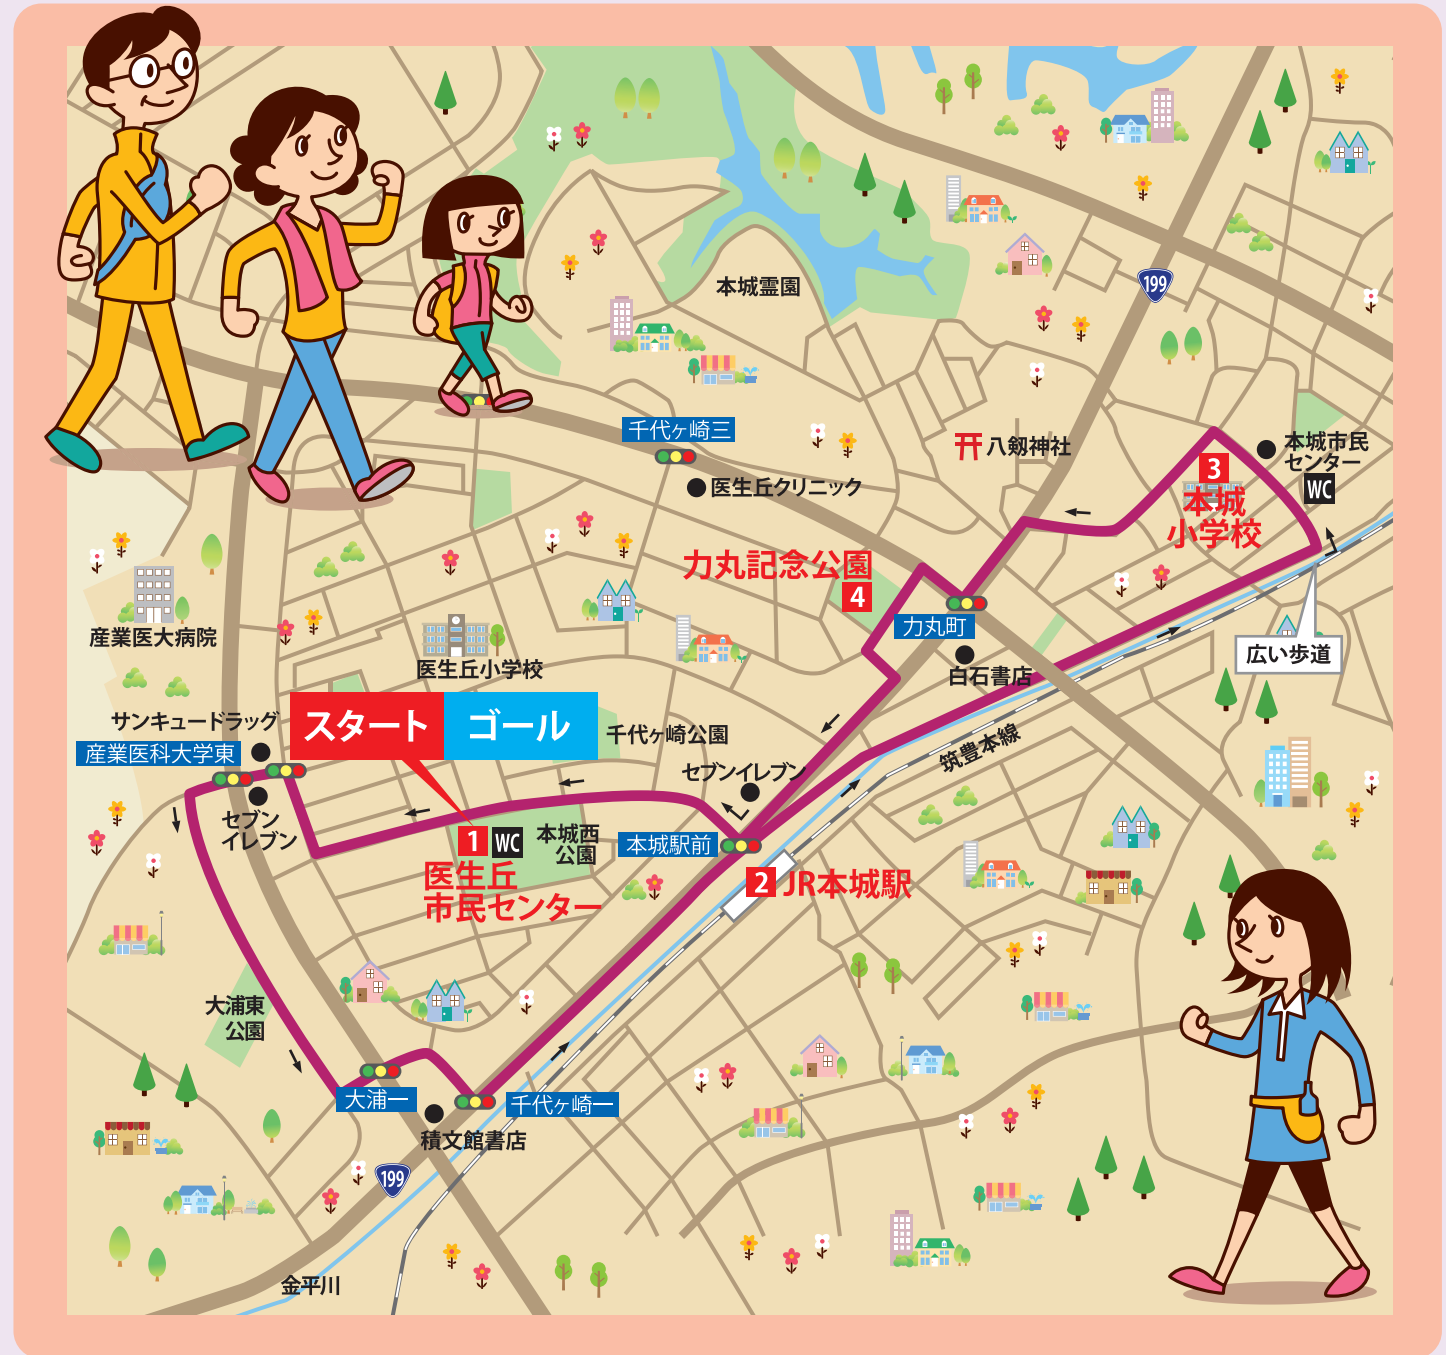 本城霊園
199
千代ヶ崎三
医生丘クリニック
八剱神社
本城市民
センター
WC
3
本城
小学校
力丸記念公園
4
力丸町
白石書店
広い歩道
産業医大病院
医生丘小学校
サンキュードラッグ
産業医科大学東
スタート
ゴール
千代ヶ崎公園
セブンイレブン
筑豊本線
セブン
イレブン
1
WC
本城西
公園
本城駅前
医生丘
市民センター
2
JR本城駅
大浦東
公園
大浦一
千代ヶ崎一
積文館書店
199
金平川